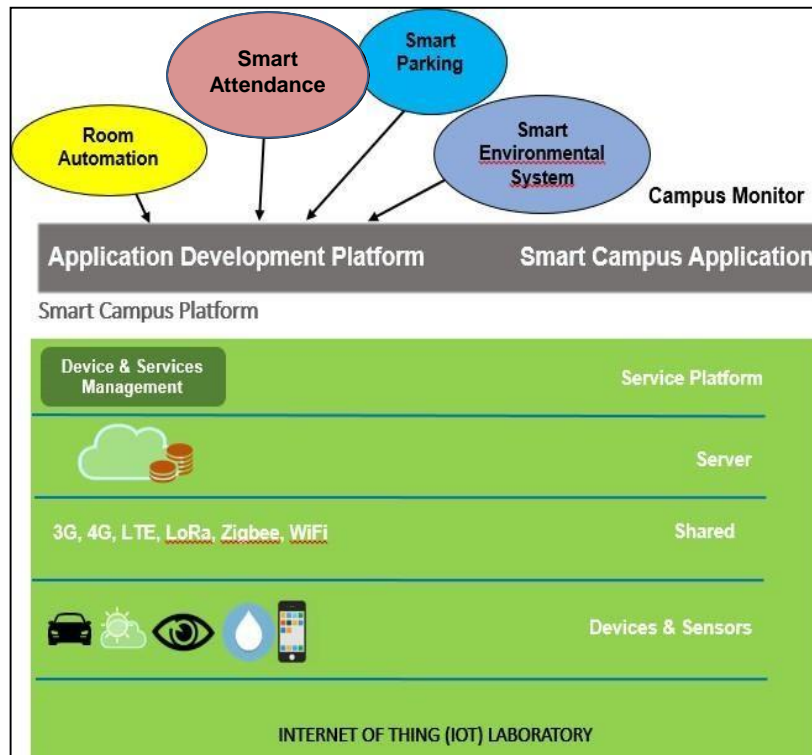 Smart
Attendance
Smart
Parking
Room
Automation
Smart
Environmental
System
Campus Monitor
Application Development Platform
Smart Campus Application
Smart Campus Platform
Device & Services
Management
Service Platform
Server
3G, 4G, LTE, LoRa, Zigbee, WiFi
Shared
Devices & Sensors
INTERNET OF THING (IOT) LABORATORY